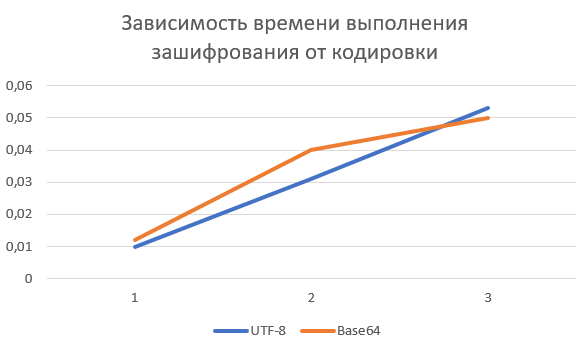 Зависимость времени выполнения
зашифрования от кодировки
0,06
0,05
0,04
0,03
0,02
0,01
0
1 2 3
UTF-8 Base64